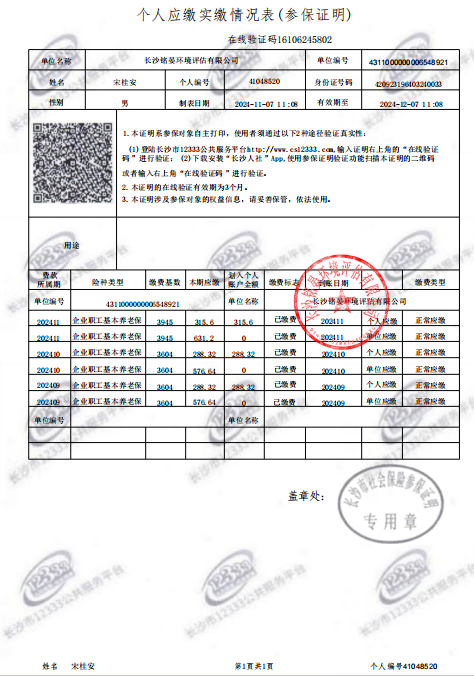 个人应缴实缴情况表(参保证明)
在线验证码16106245802
单位名称 长沙铭晏环境评估有限公司 单位编号 4311000000006548921
姓名 宋桂安 个人编号 41048520 身份证号码 420923196403240033
性别 男 制表日期 2024-11-07 11:08 有效期至 2024-12-07 11:08
1.本证明系参保对象自主打印,使用者须通过以下2种途径验证真实性:
(1)登陆长沙市12333公共服务平台http://www.cs12333.com,输入证明右上角的“在线验证
码”进行验证; (2)下载安装“长沙人社”App,使用参保证明验证功能扫描本证明的二维码
或者输入右上角“在线验证码”进行验证。
2.本证明的在线验证有效期为3个月。
3.本证明涉及参保对象的权益信息,请妥善保管,依法使用。
用途
费款所属期 险种类型 缴费基数 本期应缴 划入个人账户金额 缴费标志 到账日期 缴费类型
单位编号 4311000000006548921 单位名称 长沙铭晏环境评估有限公司
202411 企业职工基本养老保 3945 315.6 315.6 已缴费 202411 个人应缴 正常应缴
202411 企业职工基本养老保 3945 631.2 0 已缴费 202411 单位应缴 正常应缴
202410 企业职工基本养老保 3604 288.32 288.32 已缴费 202410 个人应缴 正常应缴
202410 企业职工基本养老保 3604 576.64 0 已缴费 202410 单位应缴 正常应缴
202409 企业职工基本养老保 3604 288.32 288.32 已缴费 202409 个人应缴 正常应缴
202409 企业职工基本养老保 3604 576.64 0 已缴费 202409 单位应缴 正常应缴
单位编号 单位名称
盖章处:
长沙市社会保险参保证明
专用章
长沙市12333公共服务平台
姓名 宋桂安 第1页共1页 个人编号41048520